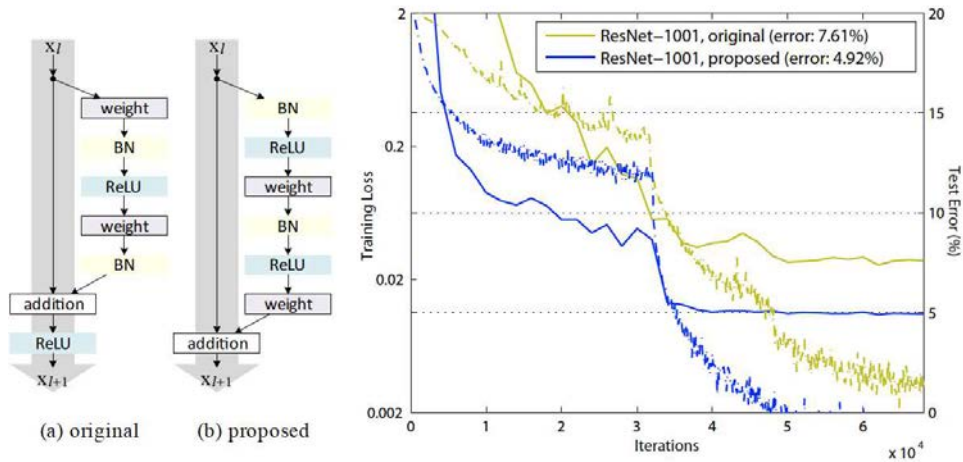 xl
weight
BN
ReLU
weight
BN
addition
ReLU
xl+1
(a) original
xl
BN
ReLU
weight
BN
ReLU
weight
addition
xl+1
(b) proposed
ResNet−1001, original (error: 7.61%)
ResNet−1001, proposed (error: 4.92%)
Training Loss
2
0.2
0.02
0.002
0 1 2 3 4 5 6
Iterations
x 10^4
20
15
10
5
0
Test Error (%)